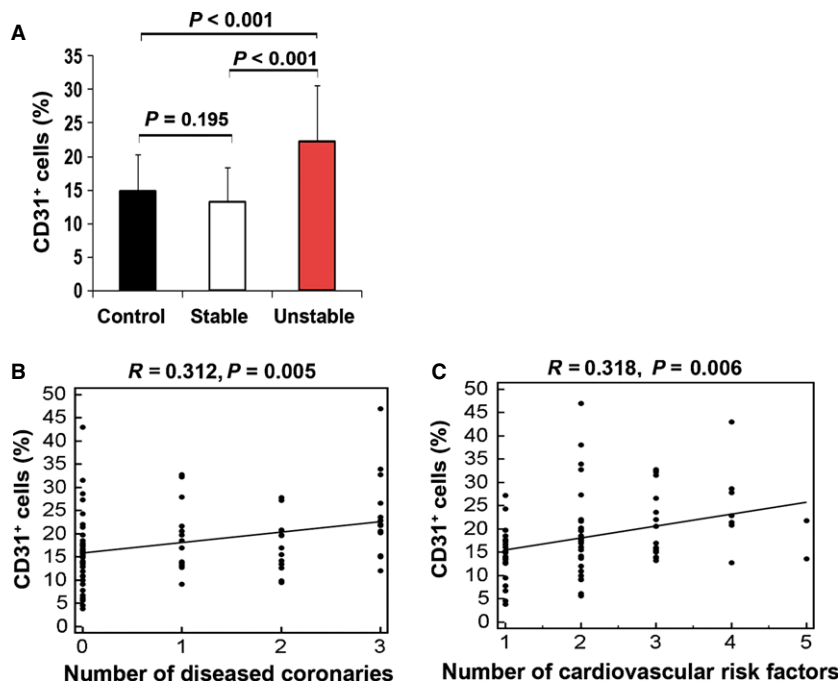 A
P < 0.001
P < 0.001
P = 0.195
CD31⁺ cells (%)
35
30
25
20
15
10
5
0
Control Stable Unstable
B
R = 0.312, P = 0.005
CD31⁺ cells (%)
50
45
40
35
30
25
20
15
10
5
0
0 1 2 3
Number of diseased coronaries
C
R = 0.318, P = 0.006
CD31⁺ cells (%)
50
45
40
35
30
25
20
15
10
5
0
1 2 3 4 5
Number of cardiovascular risk factors